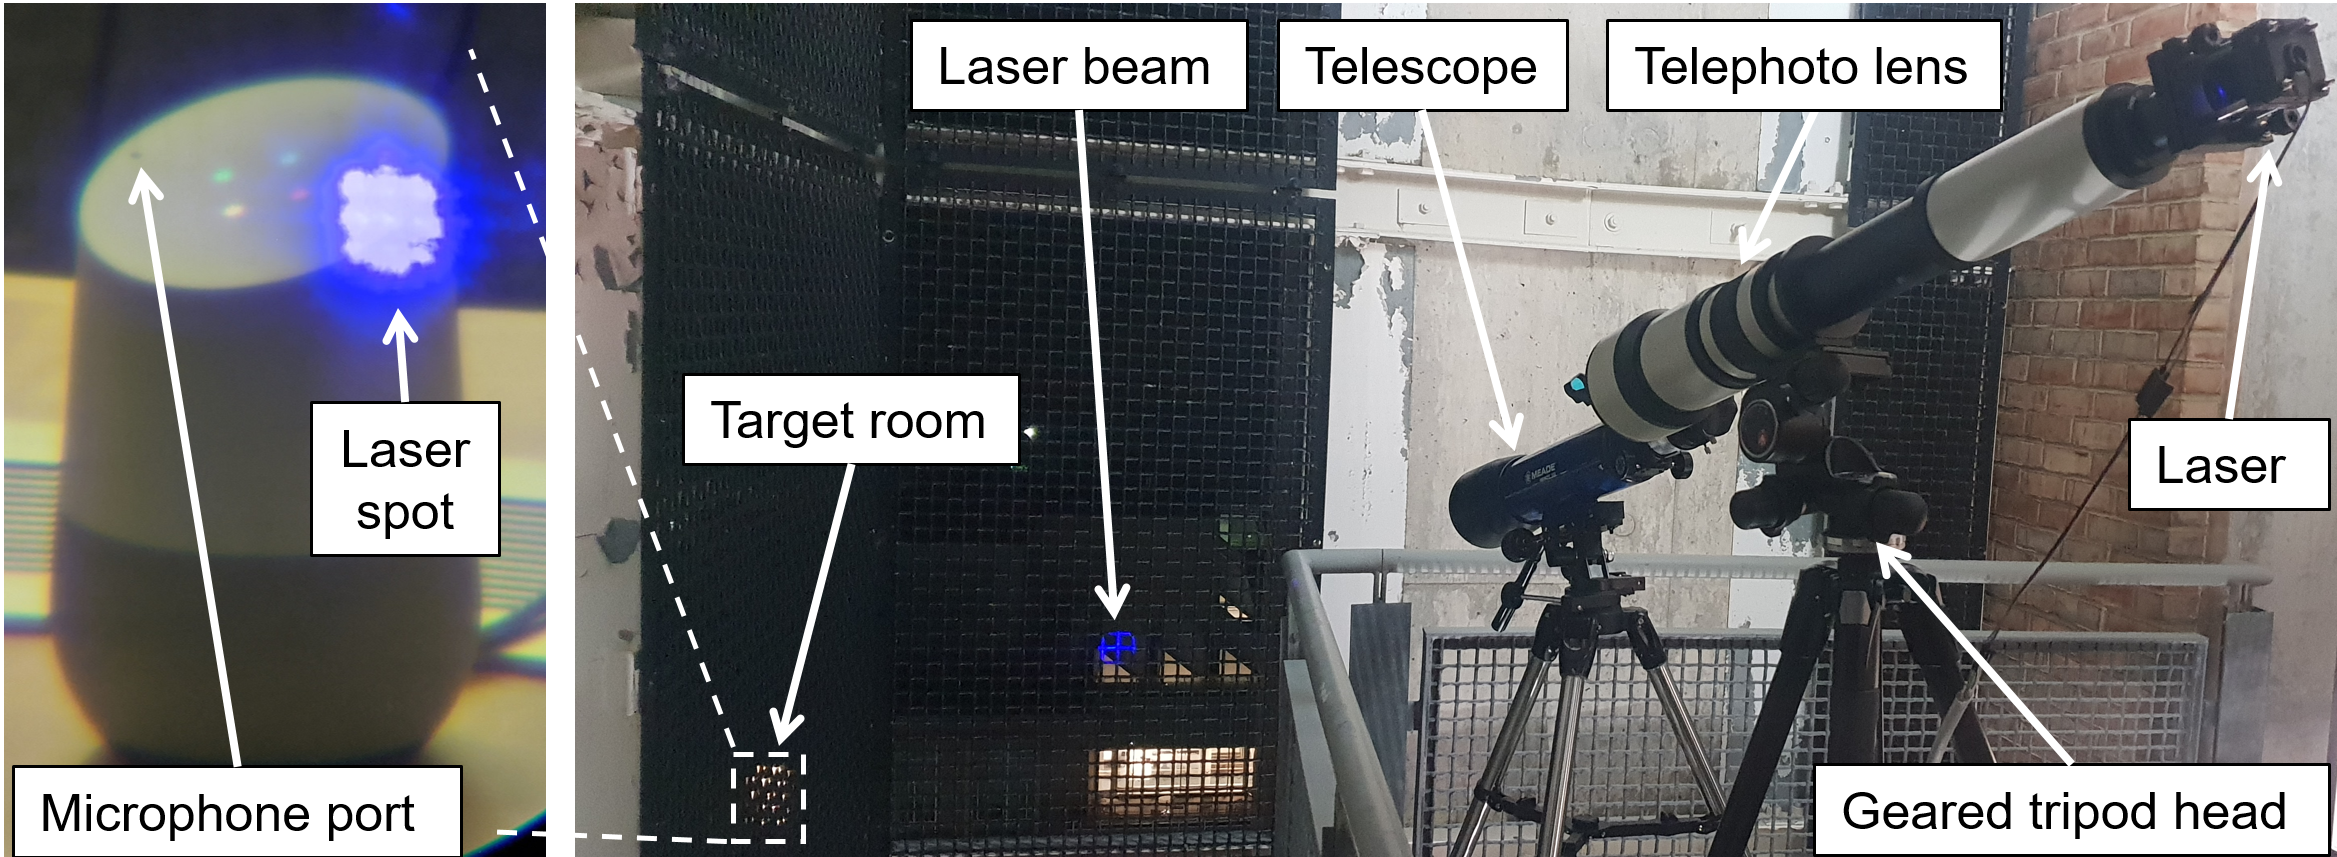 Laser beam
Telescope
Telephoto lens
Target room
Laser
spot
MEADE
Laser
Microphone port
Geared tripod head